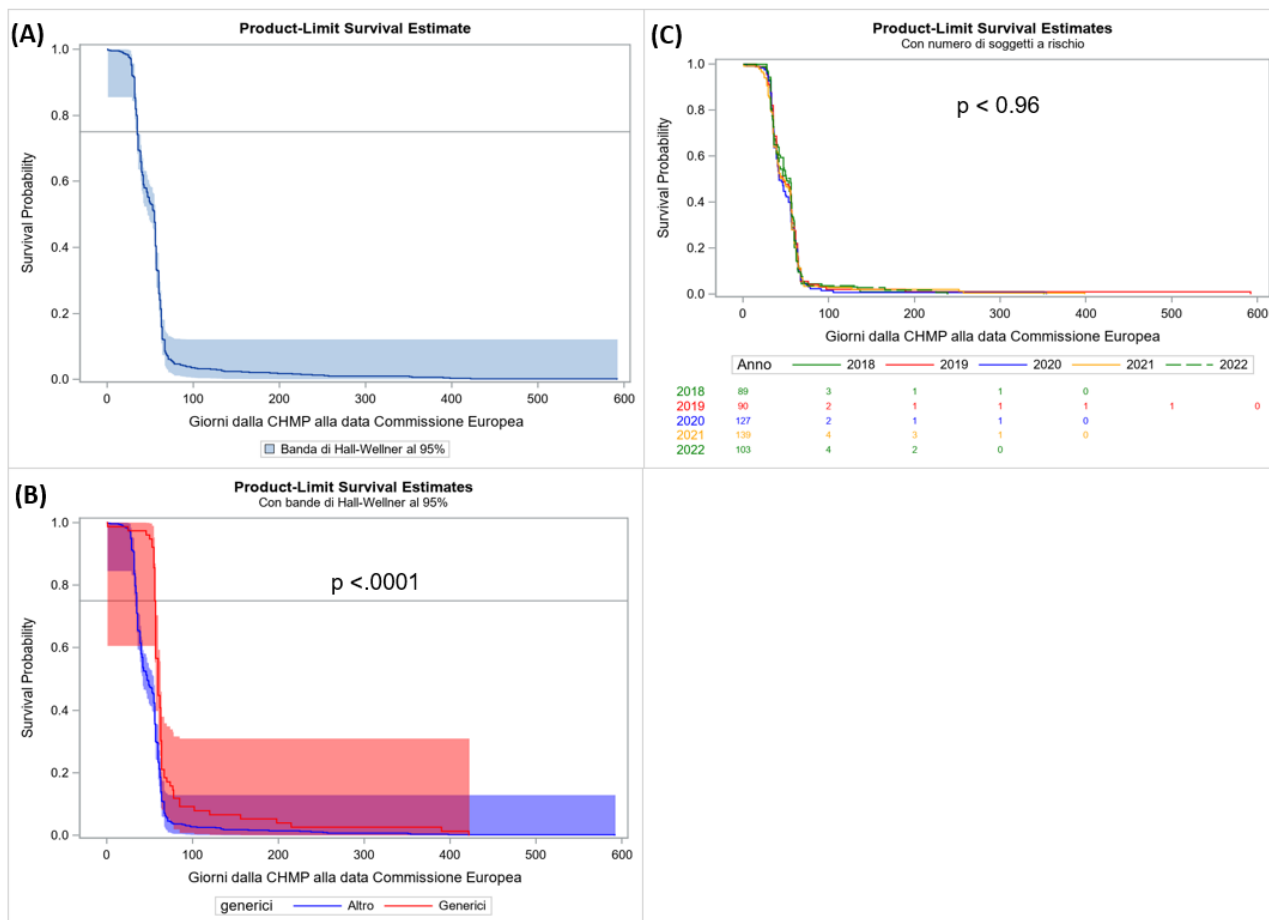 (A)
Product-Limit Survival Estimate
1.0
0.8
0.6
0.4
0.2
0.0
Survival Probability
0 100 200 300 400 500 600
Giorni dalla CHMP alla data Commissione Europea
Banda di Hall-Wellner al 95%
(C)
Product-Limit Survival Estimates
Con numero di soggetti a rischio
p < 0.96
1.0
0.8
0.6
0.4
0.2
0.0
Survival Probability
0 100 200 300 400 500 600
Giorni dalla CHMP alla data Commissione Europea
Anno 2018 2019 2020 2021 2022
2018 89 3 1 1 0
2019 90 2 1 1 1 1 0
2020 127 2 1 1 0
2021 139 4 3 1 0
2022 103 4 2 0
(B)
Product-Limit Survival Estimates
Con bande di Hall-Wellner al 95%
p <.0001
1.0
0.8
0.6
0.4
0.2
0.0
Survival Probability
0 100 200 300 400 500 600
Giorni dalla CHMP alla data Commissione Europea
generici Altro Generici